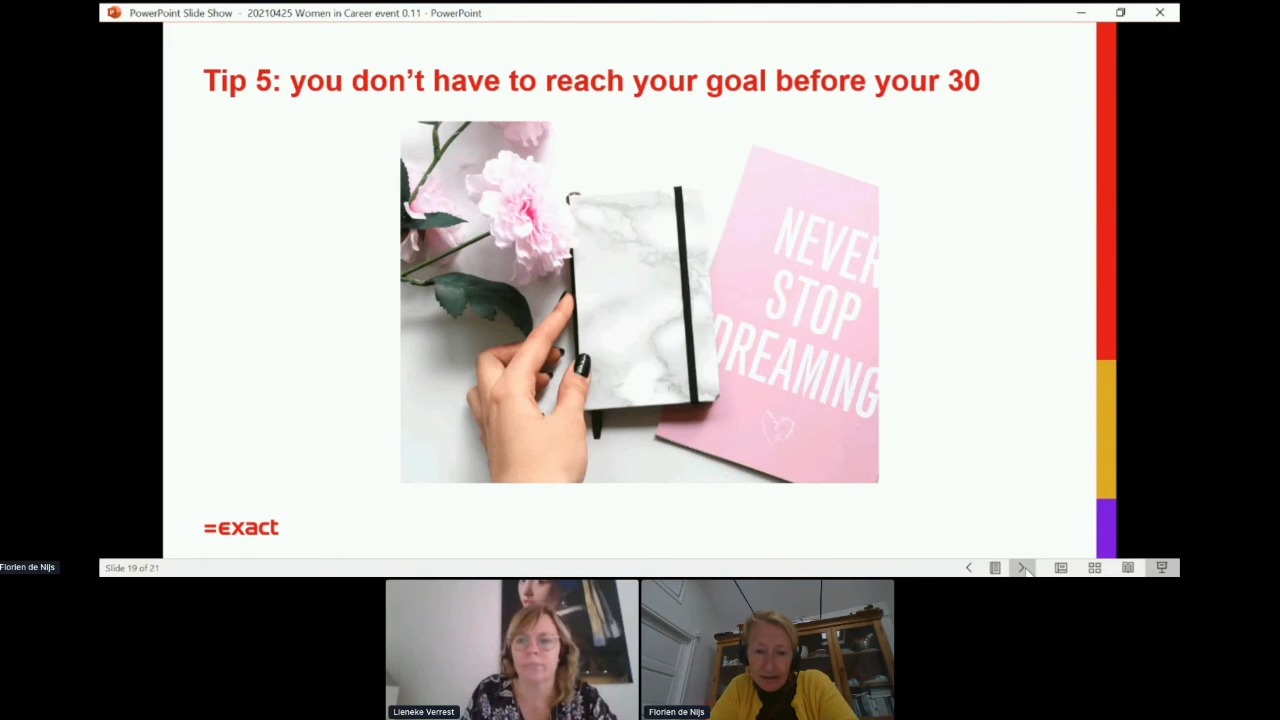 PowerPoint Slide Show - 20210425 Women in Career event 0.11 - PowerPoint
Tip 5: you don’t have to reach your goal before your 30
NEVER
STOP
DREAMING
=exact
Florien de Nijs
Slide 19 of 21
Lieneke Verrest
Florien de Nijs